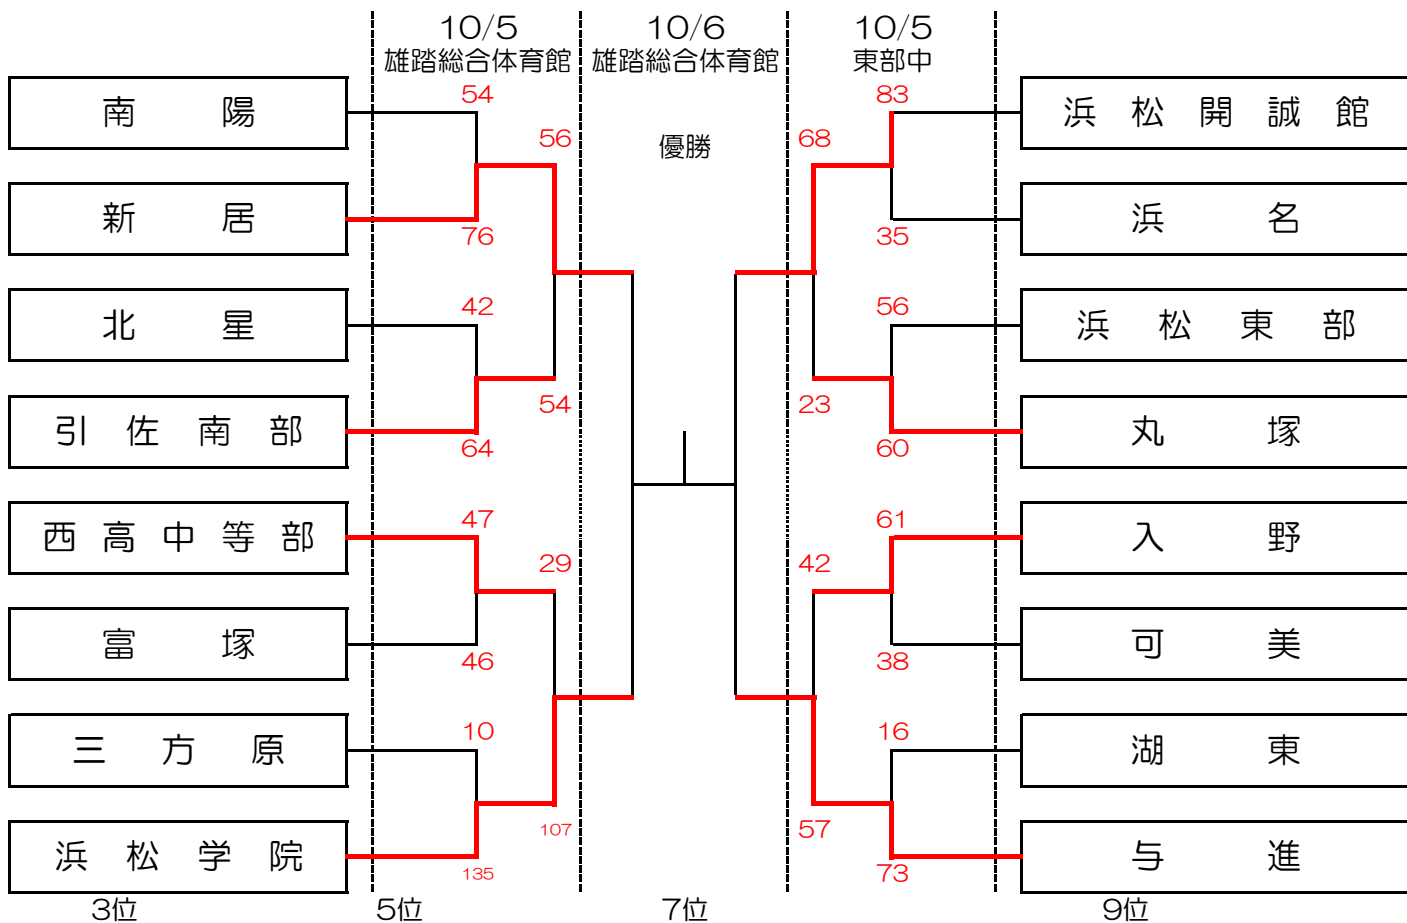 10/5 10/6 10/5
雄踏総合体育館 雄踏総合体育館 東部中
54 83
南陽 浜松開誠館
56 優勝 68
新居 浜名
76 35
42 56
北星 浜松東部
54 23
引佐南部 丸塚
64 60
47 61
西高中等部 入野
29 42
富塚 可美
46 38
10 16
三方原 湖東
107 57
浜松学院 与進
135 73
3位 5位 7位 9位